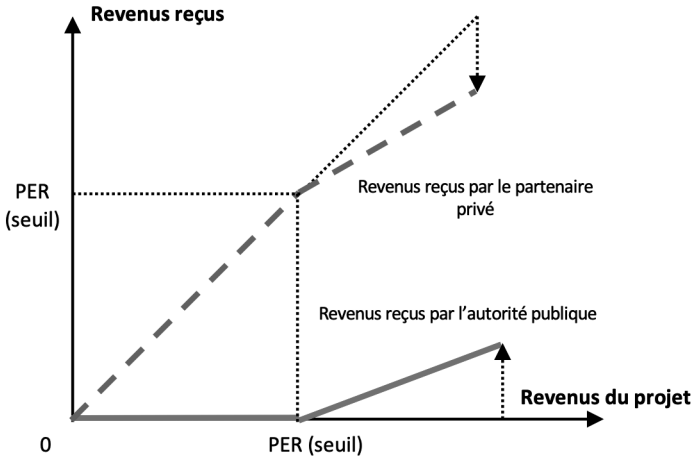 Revenus reçus
PER
(seuil)
Revenus reçus par le partenaire
privé
Revenus reçus par l'autorité publique
Revenus du projet
0
PER (seuil)